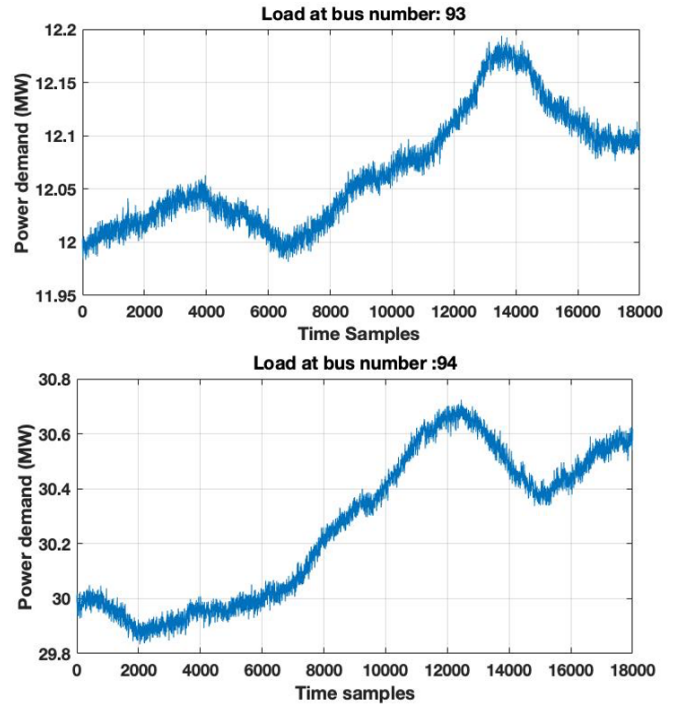 Load at bus number: 93
Power demand (MW)
12.2
12.15
12.1
12.05
12
11.95
0 2000 4000 6000 8000 10000 12000 14000 16000 18000
Time Samples
Load at bus number :94
Power demand (MW)
30.8
30.6
30.4
30.2
30
29.8
0 2000 4000 6000 8000 10000 12000 14000 16000 18000
Time samples